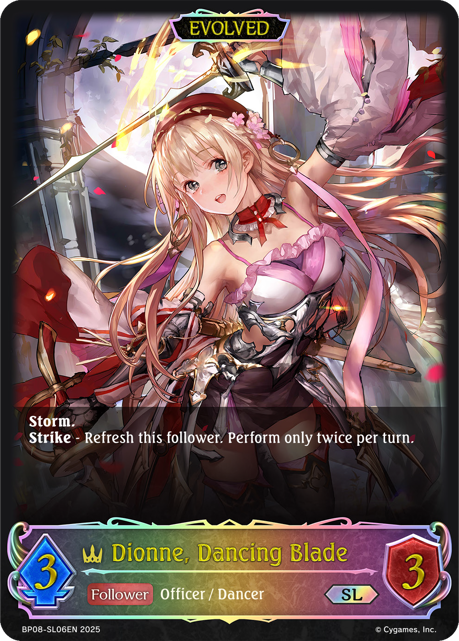 EVOLVED
Storm.
Strike - Refresh this follower. Perform only twice per turn.
Dionne, Dancing Blade
3
Follower Officer / Dancer SL
3
BP08-SL06EN 2025 © Cygames, Inc.